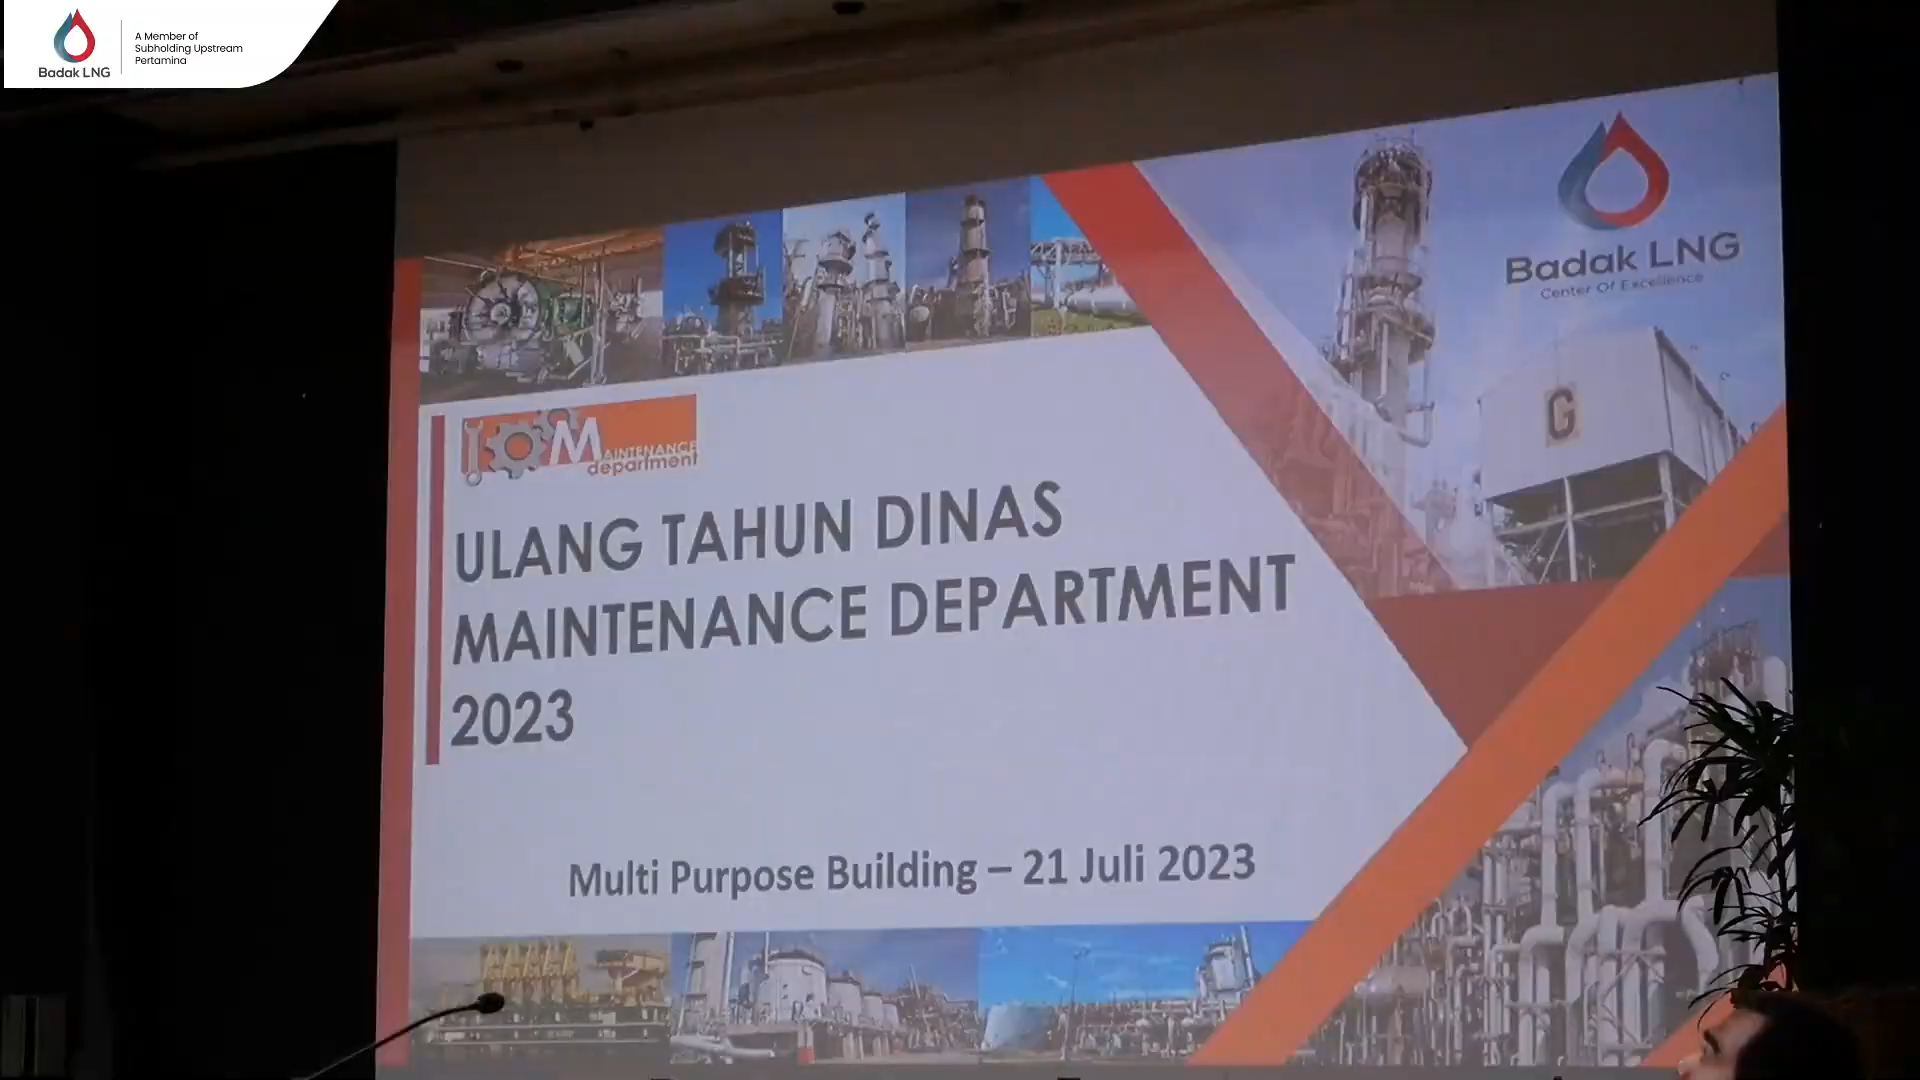 Badak LNG
A Member of
Subholding Upstream
Pertamina
Badak LNG
Center Of Excellence
G
MAINTENANCE
department
ULANG TAHUN DINAS
MAINTENANCE DEPARTMENT
2023
Multi Purpose Building – 21 Juli 2023